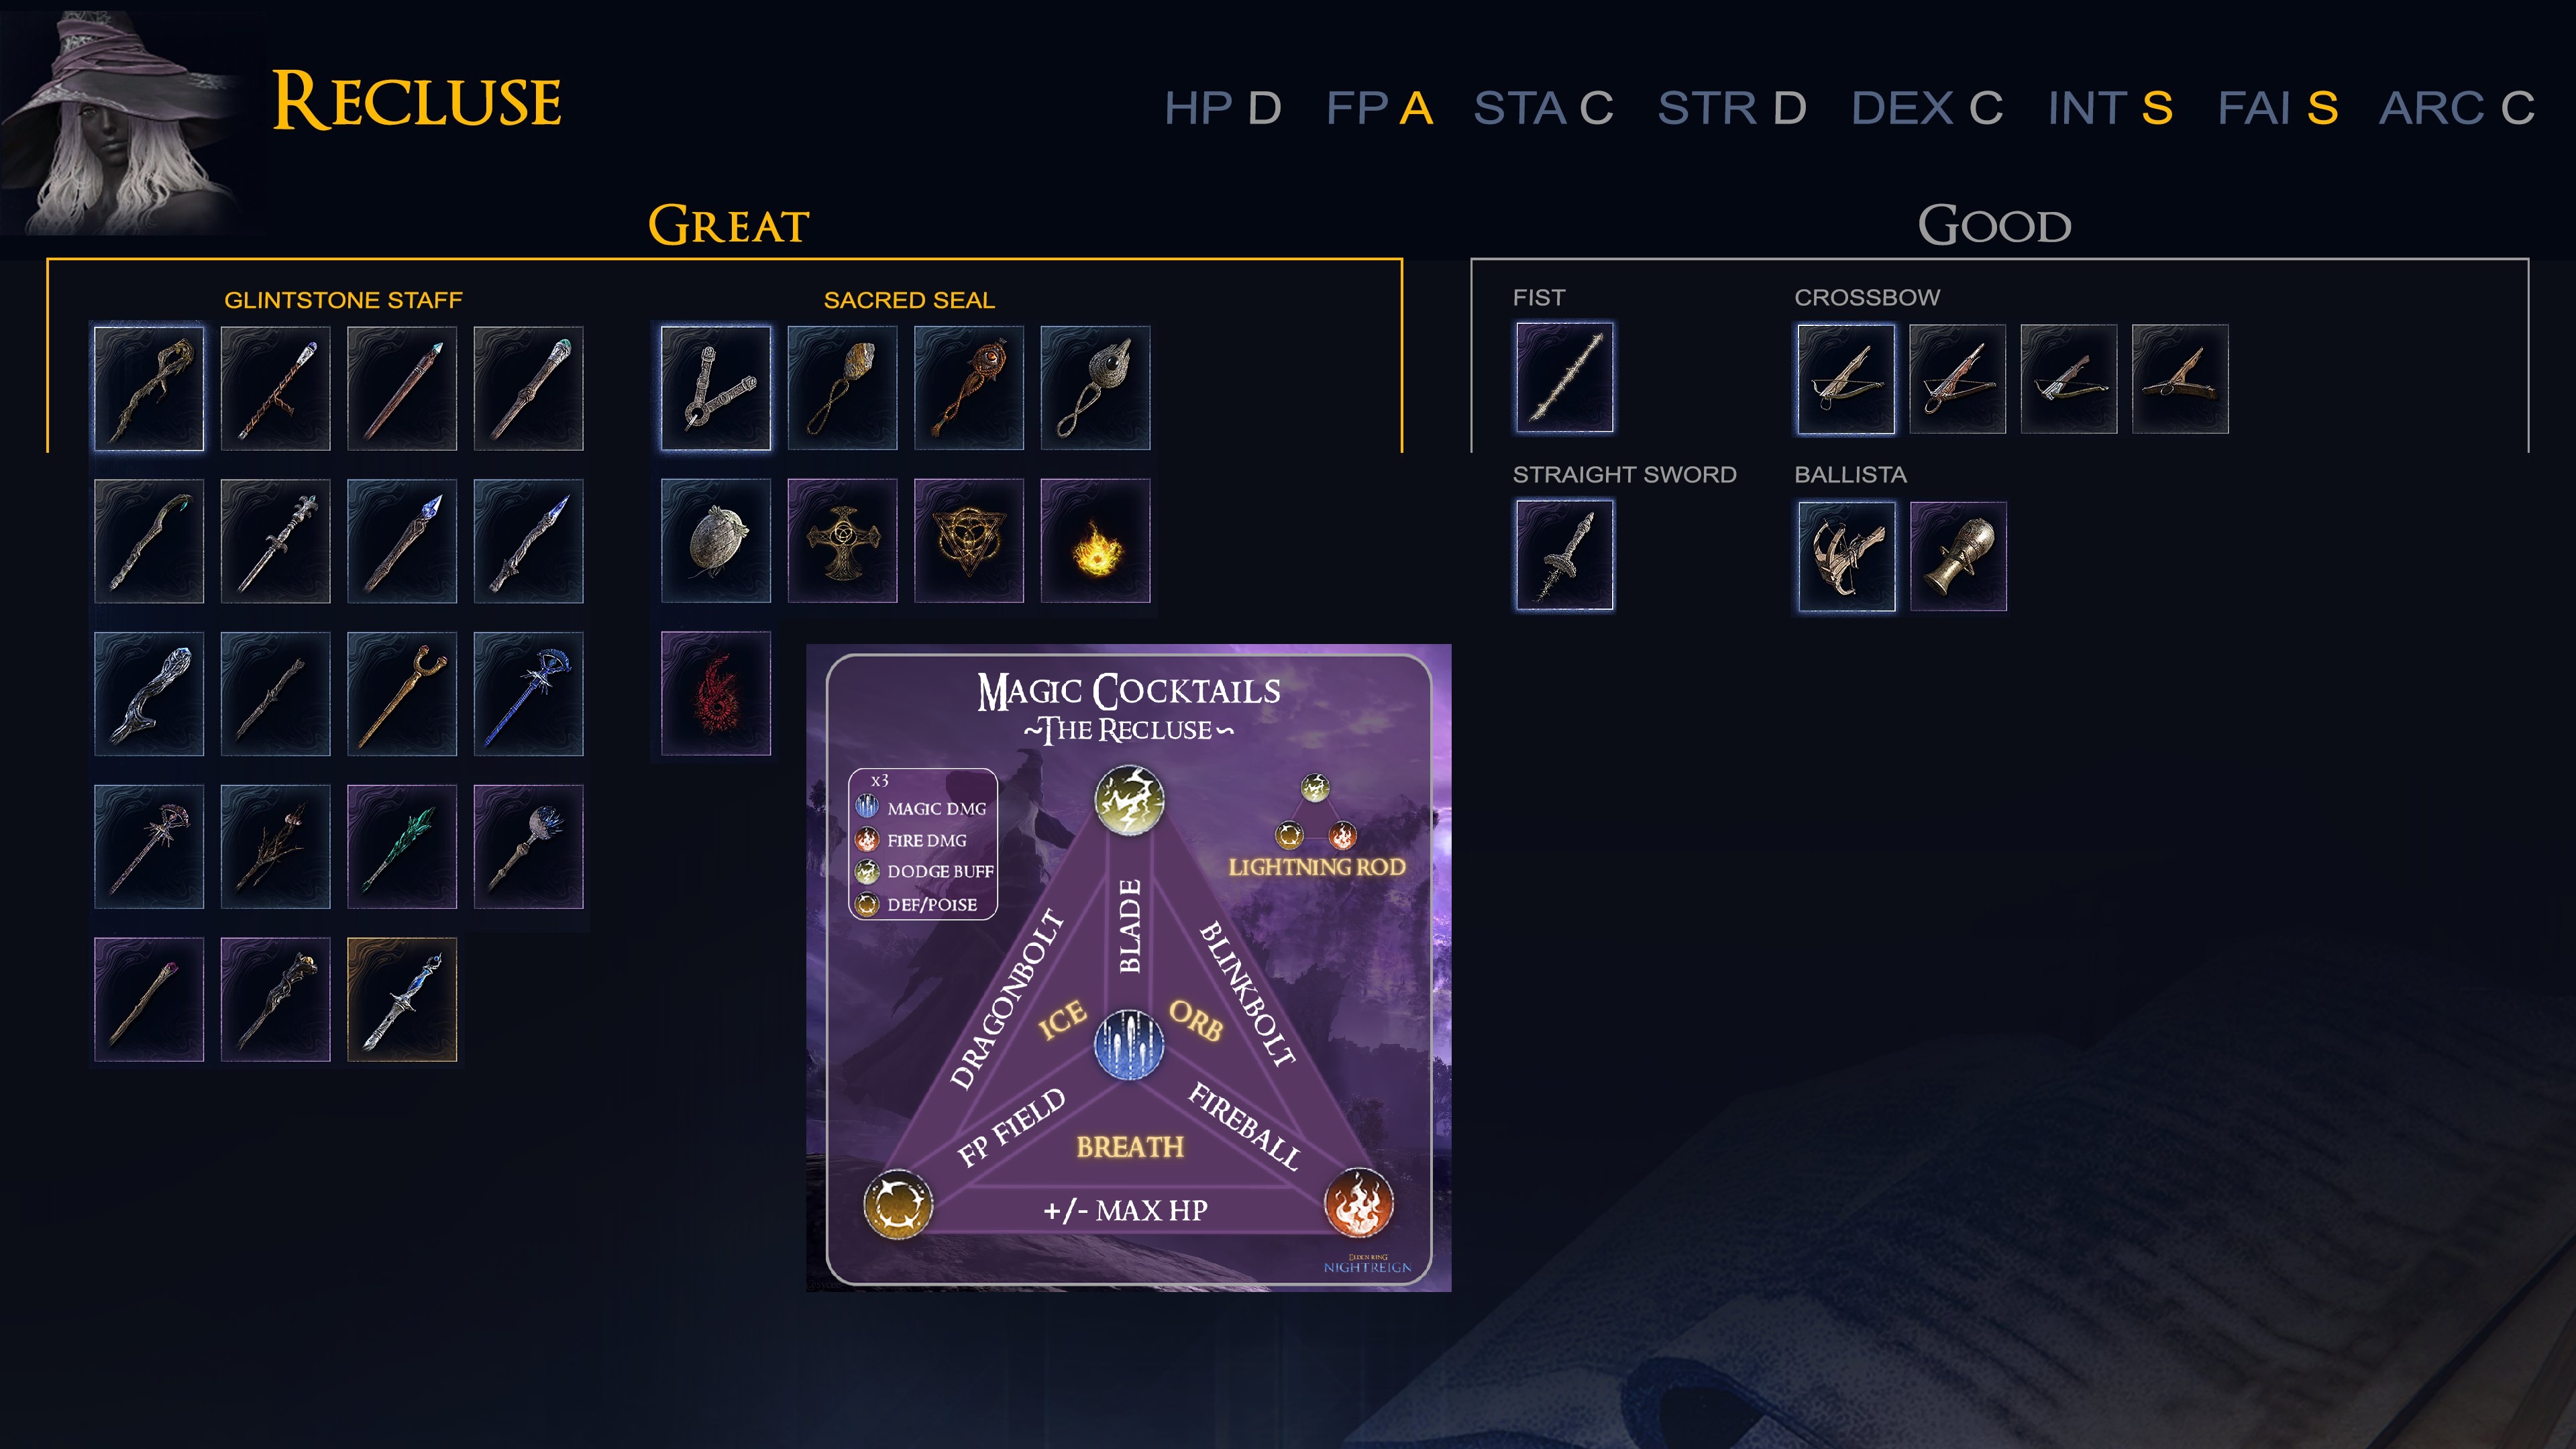 RECLUSE
HP D FP A STA C STR D DEX C INT S FAI S ARC C
GREAT
GOOD
GLINTSTONE STAFF
SACRED SEAL
FIST
CROSSBOW
STRAIGHT SWORD
BALLISTA
MAGIC COCKTAILS
~THE RECLUSE~
x3
MAGIC DMG
FIRE DMG
DODGE BUFF
DEF/POISE
LIGHTNING ROD
DRAGONBOLT
BLADE
BLINKBOLT
ICE
ORB
FP FIELD
FIREBALL
BREATH
+/- MAX HP
ELDEN RING
NIGHTREIGN